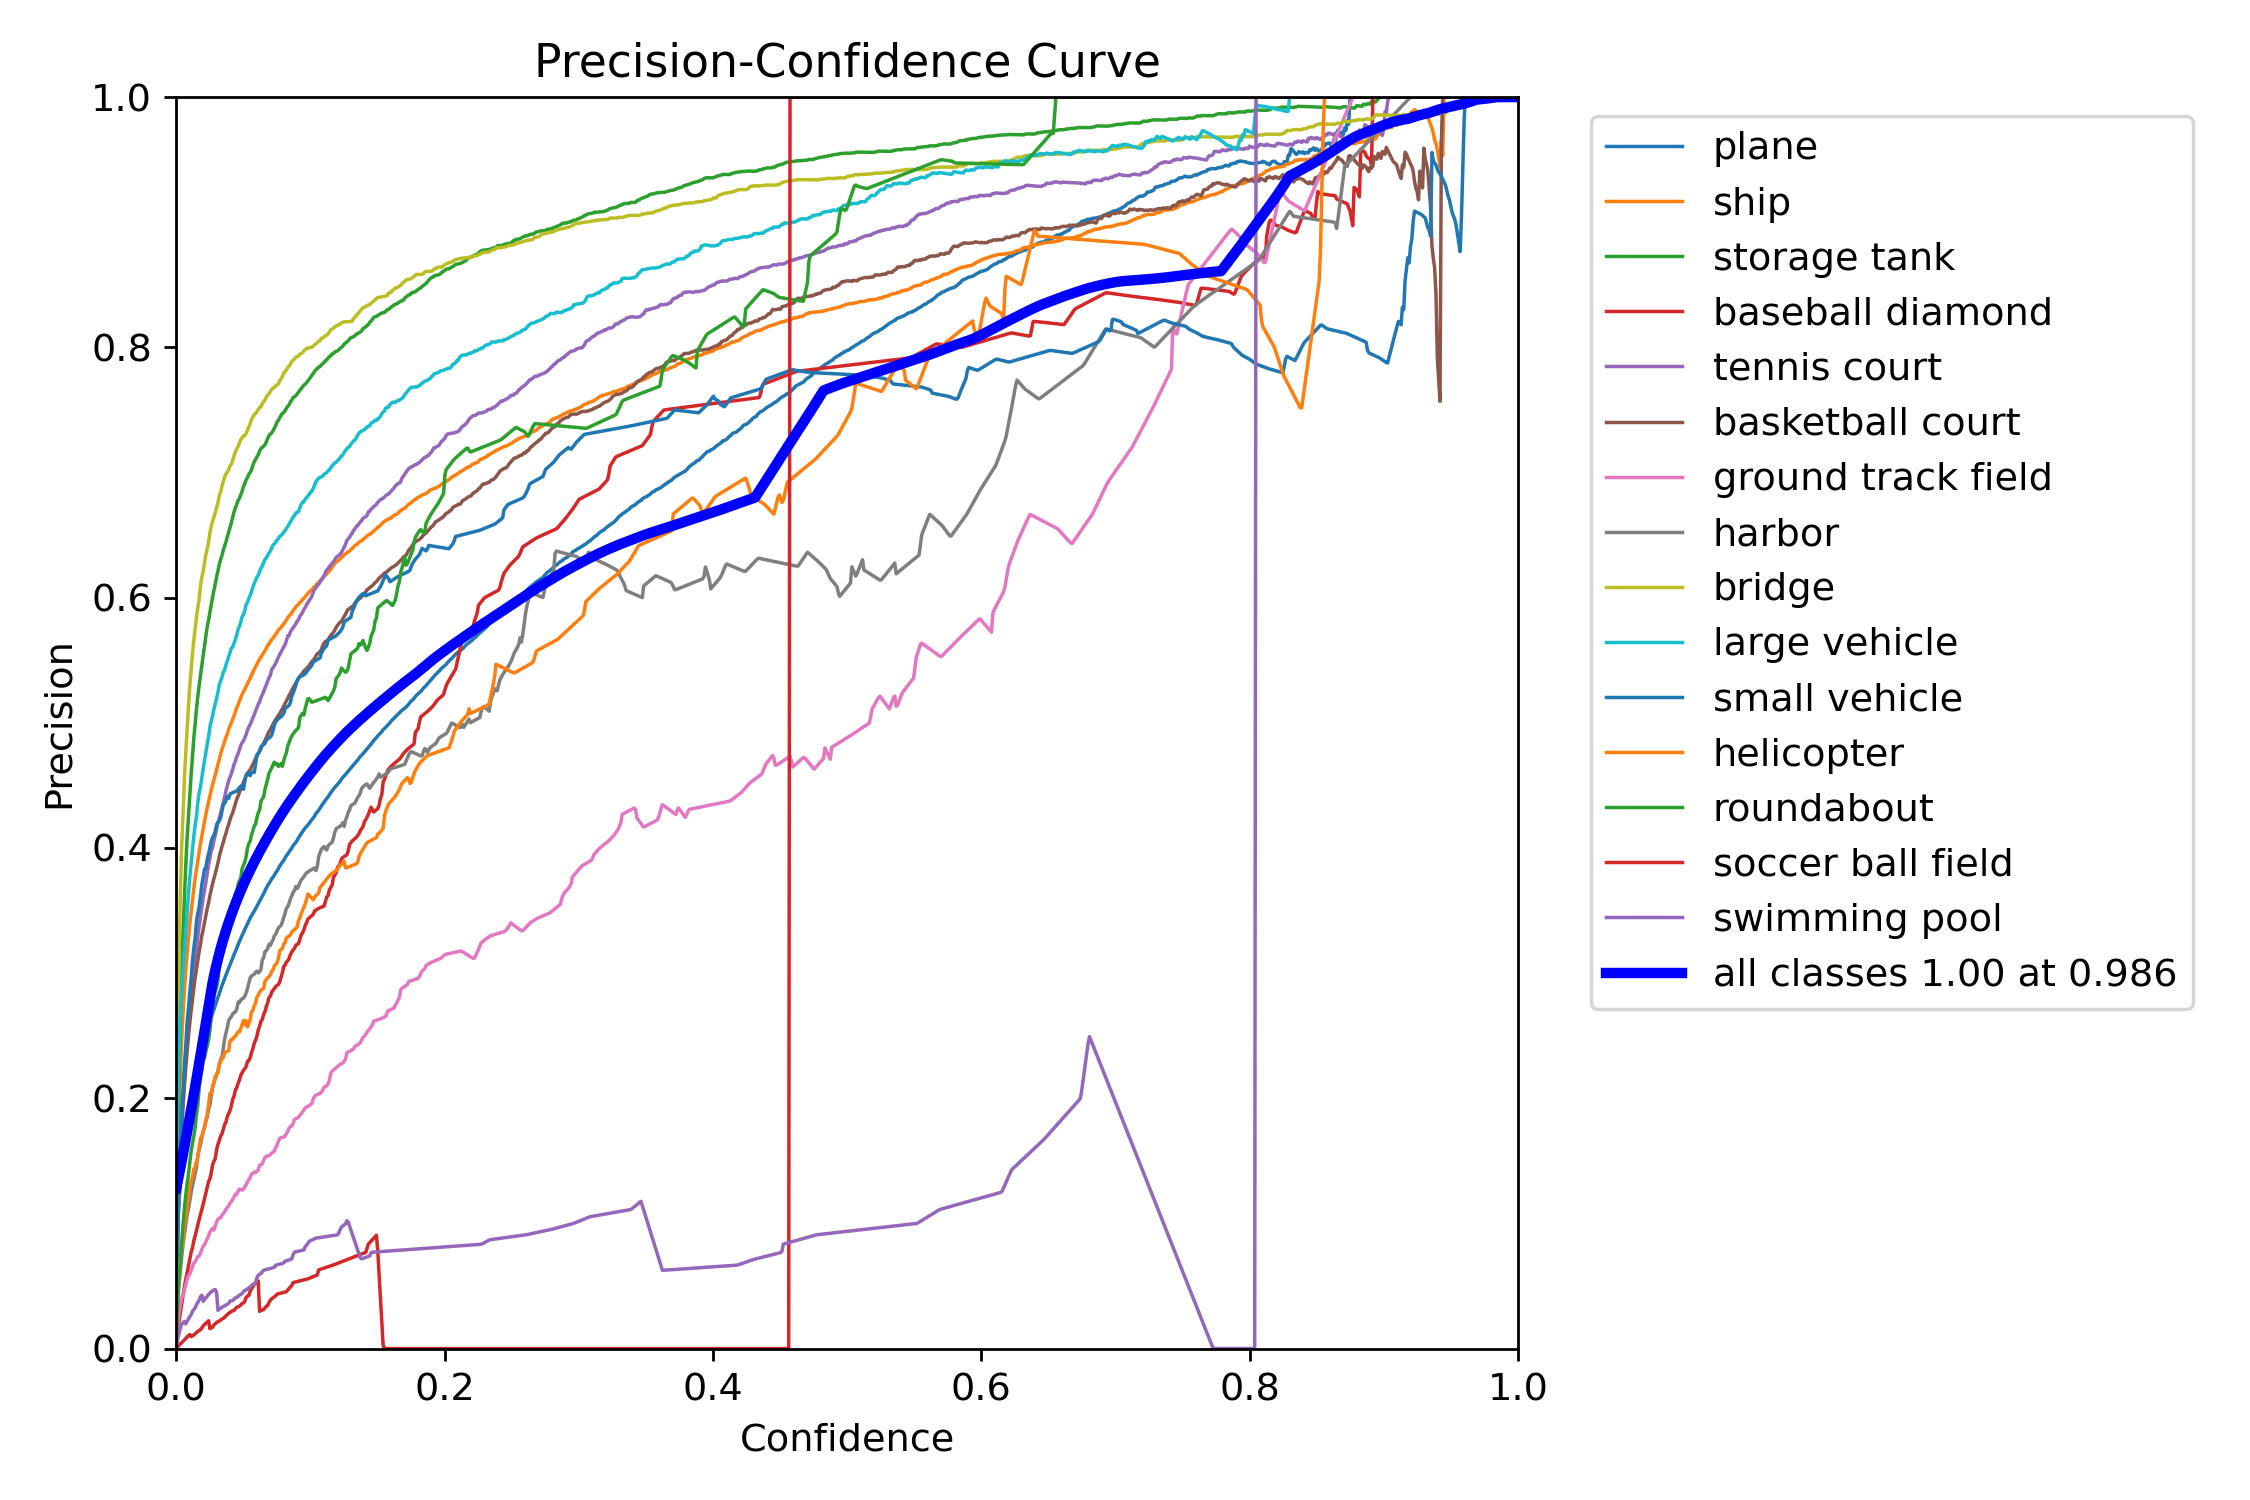 Precision-Confidence Curve
1.0
0.8
0.6
0.4
0.2
0.0
Precision
0.0 0.2 0.4 0.6 0.8 1.0
Confidence
plane
ship
storage tank
baseball diamond
tennis court
basketball court
ground track field
harbor
bridge
large vehicle
small vehicle
helicopter
roundabout
soccer ball field
swimming pool
all classes 1.00 at 0.986